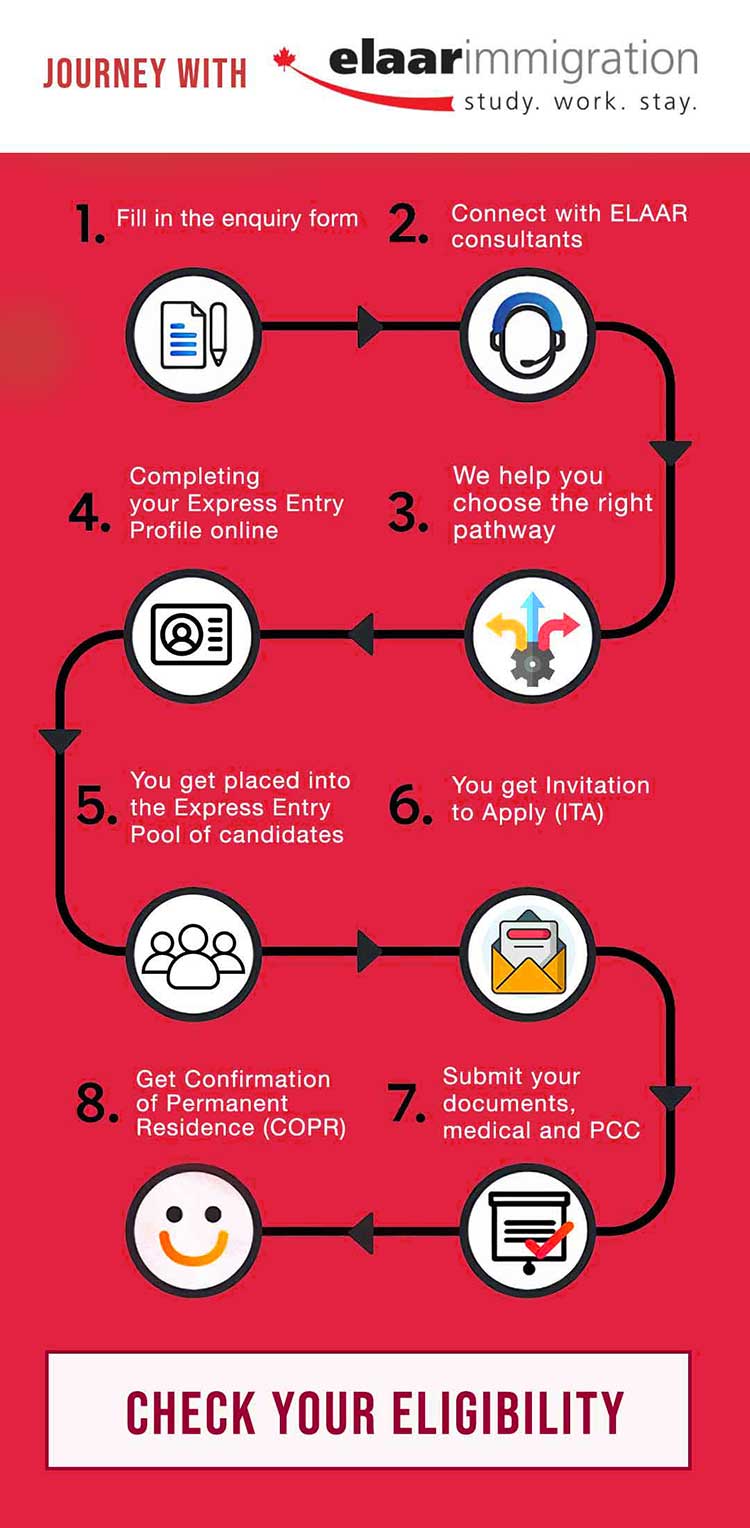 JOURNEY WITH
elaarimmigration
study. work. stay.
1. Fill in the enquiry form
2. Connect with ELAAR
consultants
3. We help you
choose the right
pathway
4. Completing
your Express Entry
Profile online
5. You get placed into
the Express Entry
Pool of candidates
6. You get Invitation
to Apply (ITA)
7. Submit your
documents,
medical and PCC
8. Get Confirmation
of Permanent
Residence (COPR)
CHECK YOUR ELIGIBILITY